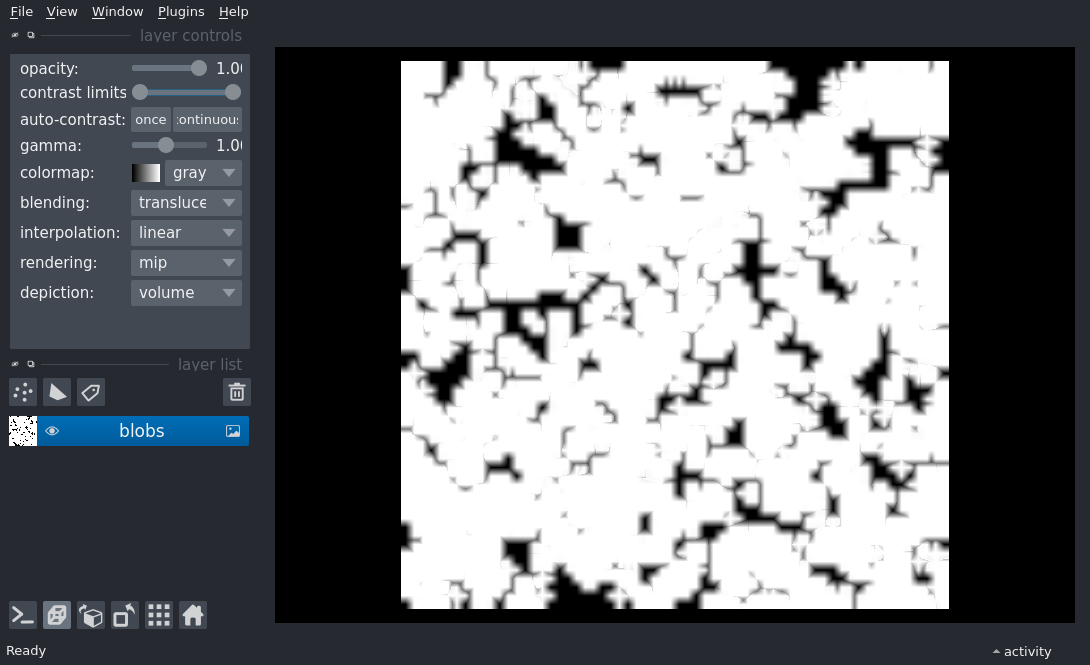 File View Window Plugins Help
layer controls
opacity: 1.0
contrast limits
auto-contrast: once ontinuou
gamma: 1.0
colormap: gray
blending: transluce
interpolation: linear
rendering: mip
depiction: volume
layer list
blobs
Ready
activity